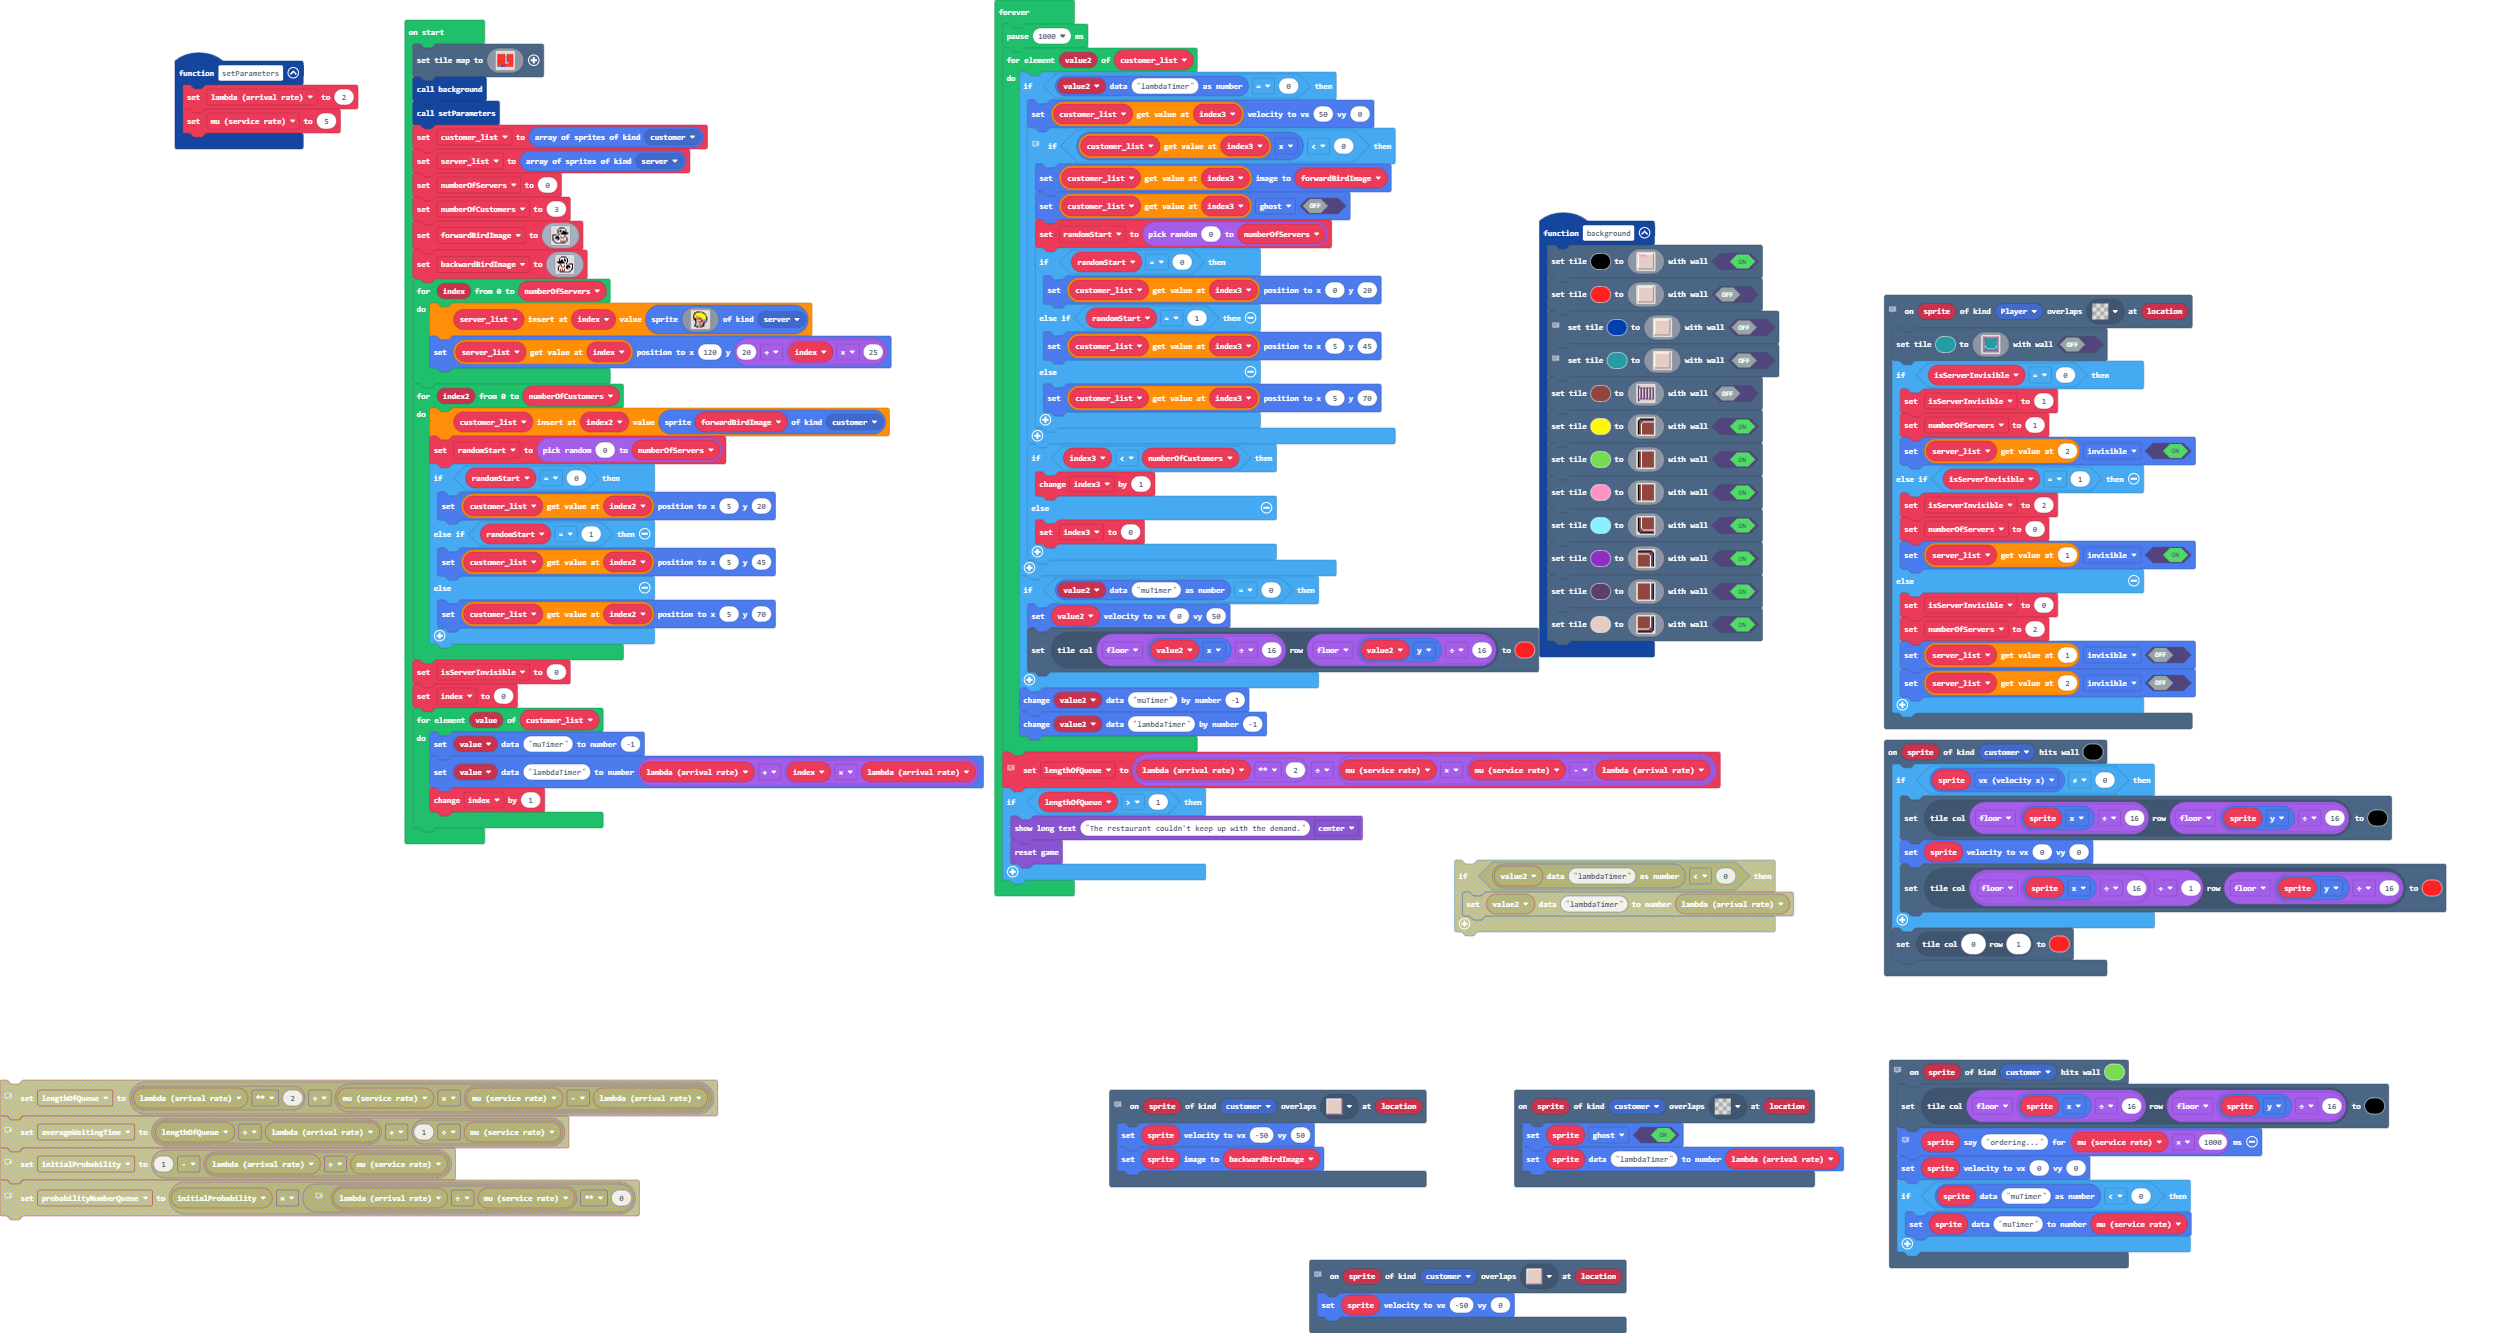 function setParameters
set lambda (arrival rate) to 2
set mu (service rate) to 5
on start
set tile map to
call background
call setParameters
set customer_list to array of sprites of kind customer
set server_list to array of sprites of kind server
set numberOfServers to 0
set numberOfCustomers to 3
set forwardBirdImage to
set backwardBirdImage to
for index from 0 to numberOfServers
do
server_list insert at index value sprite of kind server
set server_list get value at index position to x 120 y 20 + index × 25
for index2 from 0 to numberOfCustomers
do
customer_list insert at index2 value sprite forwardBirdImage of kind customer
set randomStart to pick random 0 to numberOfServers
if randomStart = 0 then
set customer_list get value at index2 position to x 5 y 20
else if randomStart = 1 then
set customer_list get value at index2 position to x 5 y 45
else
set customer_list get value at index2 position to x 5 y 70
set isServerInvisible to 0
set index to 0
for element value of customer_list
do
set value data "muTimer" to number -1
set value data "lambdaTimer" to number lambda (arrival rate) + index × lambda (arrival rate)
change index by 1
forever
pause 1000 ms
for element value2 of customer_list
do
if value2 data "lambdaTimer" as number = 0 then
set customer_list get value at index3 velocity to vx 50 vy 0
if customer_list get value at index3 x < 0 then
set customer_list get value at index3 image to forwardBirdImage
set customer_list get value at index3 ghost OFF
set randomStart to pick random 0 to numberOfServers
if randomStart = 0 then
set customer_list get value at index3 position to x 0 y 20
else if randomStart = 1 then
set customer_list get value at index3 position to x 5 y 45
else
set customer_list get value at index3 position to x 5 y 70
if index3 < numberOfCustomers then
change index3 by 1
else
set index3 to 0
if value2 data "muTimer" as number = 0 then
set value2 velocity to vx 0 vy 50
set tile col floor value2 x ÷ 16 row floor value2 y ÷ 16 to
change value2 data "muTimer" by number -1
change value2 data "lambdaTimer" by number -1
set lengthOfQueue to lambda (arrival rate) ** 2 ÷ mu (service rate) × mu (service rate) - lambda (arrival rate)
if lengthOfQueue > 1 then
show long text "The restaurant couldn't keep up with the demand." center
reset game
function background
set tile to with wall ON
set tile to with wall OFF
set tile to with wall OFF
set tile to with wall OFF
set tile to with wall OFF
set tile to with wall ON
set tile to with wall ON
set tile to with wall ON
set tile to with wall ON
set tile to with wall ON
set tile to with wall ON
set tile to with wall ON
on sprite of kind Player overlaps at location
set tile to with wall OFF
if isServerInvisible = 0 then
set isServerInvisible to 1
set numberOfServers to 1
set server_list get value at 2 invisible ON
else if isServerInvisible = 1 then
set isServerInvisible to 2
set numberOfServers to 0
set server_list get value at 1 invisible ON
else
set isServerInvisible to 0
set numberOfServers to 2
set server_list get value at 1 invisible OFF
set server_list get value at 2 invisible OFF
on sprite of kind customer hits wall
if sprite vx (velocity x) ≠ 0 then
set tile col floor sprite x ÷ 16 row floor sprite y ÷ 16 to
set sprite velocity to vx 0 vy 0
set tile col floor sprite x ÷ 16 + 1 row floor sprite y ÷ 16 to
set tile col 0 row 1 to
if value2 data "lambdaTimer" as number < 0 then
set value2 data "lambdaTimer" to number lambda (arrival rate)
set lengthOfQueue to lambda (arrival rate) ** 2 ÷ mu (service rate) × mu (service rate) - lambda (arrival rate)
set averageWaitingTime to lengthOfQueue ÷ lambda (arrival rate) + 1 ÷ mu (service rate)
set initialProbability to 1 - lambda (arrival rate) ÷ mu (service rate)
set probabilityNumberQueue to initialProbability × lambda (arrival rate) ÷ mu (service rate) ** 0
on sprite of kind customer overlaps at location
set sprite velocity to vx -50 vy 50
set sprite image to backwardBirdImage
on sprite of kind customer overlaps at location
set sprite ghost ON
set sprite data "lambdaTimer" to number lambda (arrival rate)
on sprite of kind customer hits wall
set tile col floor sprite x ÷ 16 row floor sprite y ÷ 16 to
sprite say "ordering..." for mu (service rate) × 1000 ms
set sprite velocity to vx 0 vy 0
if sprite data "muTimer" as number < 0 then
set sprite data "muTimer" to number mu (service rate)
on sprite of kind customer overlaps at location
set sprite velocity to vx -50 vy 0